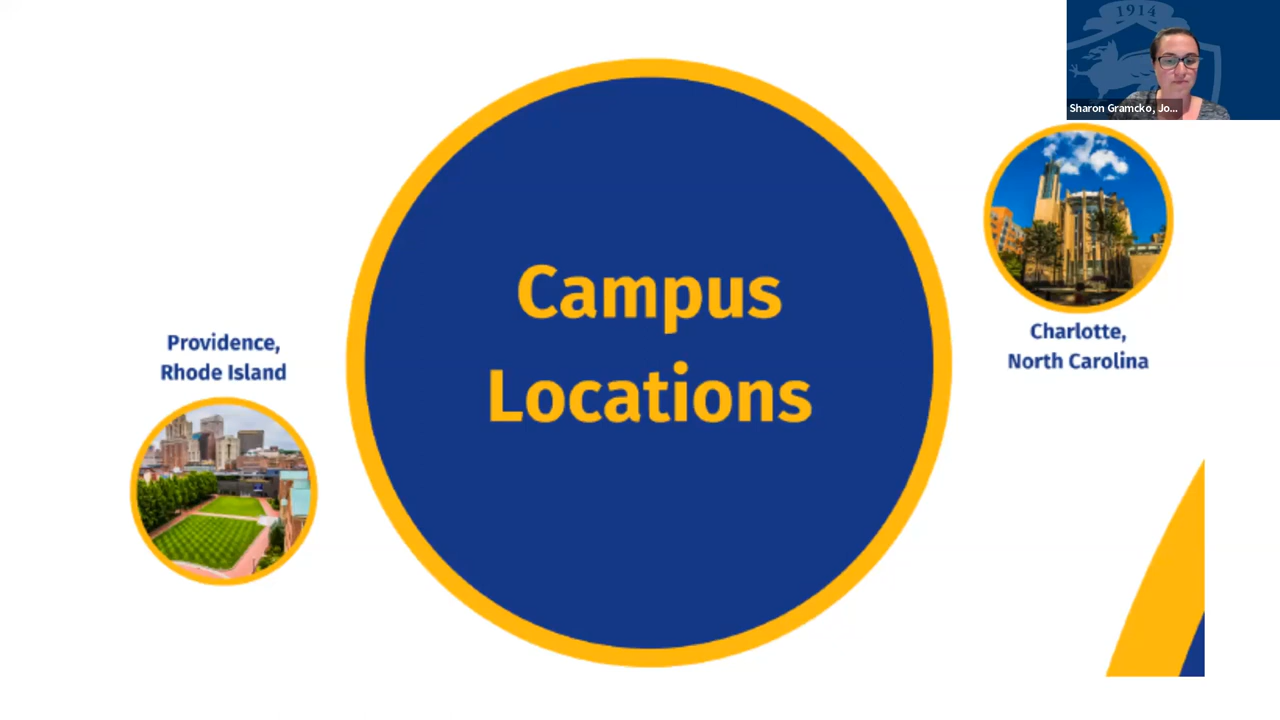 1914
Sharon Gramcko, Jo...
Campus
Locations
Providence,
Rhode Island
Charlotte,
North Carolina